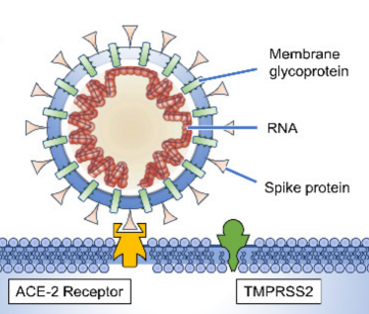 Membrane
glycoprotein
RNA
Spike protein
ACE-2 Receptor
TMPRSS2